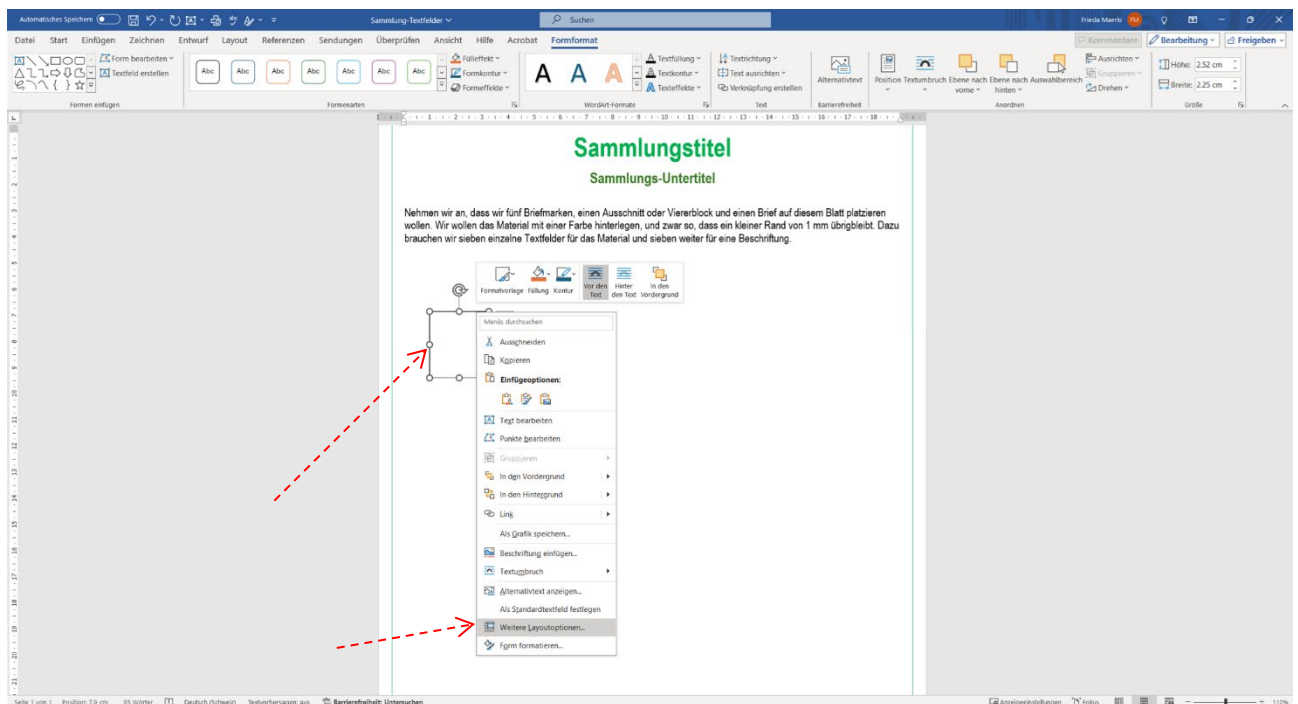 Automatisches Speichern
Sammlung-Textfelder
Suchen
Frieda Maerki FM
Datei Start Einfügen Zeichnen Entwurf Layout Referenzen Sendungen Überprüfen Ansicht Hilfe Acrobat Formformat
Kommentare Bearbeitung Freigeben
Form bearbeiten
Textfeld erstellen
Abc Abc Abc Abc Abc Abc
Fülleffekt
Formkontur
Formeffekte
A A A
Textfüllung
Textkontur
Texteffekte
Textrichtung
Text ausrichten
Verknüpfung erstellen
Alternativtext
Position Textumbruch Ebene nach vorne Ebene nach hinten Auswahlbereich
Ausrichten
Gruppieren
Drehen
Höhe: 2.52 cm
Breite: 2.25 cm
Formen einfügen Formenarten WordArt-Formate Text Barrierefreiheit Anordnen Größe
Sammlungstitel
Sammlungs-Untertitel
Nehmen wir an, dass wir fünf Briefmarken, einen Ausschnitt oder Viererblock und einen Brief auf diesem Blatt platzieren
wollen. Wir wollen das Material mit einer Farbe hinterlegen, und zwar so, dass ein kleiner Rand von 1 mm übrigbleibt. Dazu
brauchen wir sieben einzelne Textfelder für das Material und sieben weiter für eine Beschriftung.
Formatvorlage Füllung Kontur Vor den Text Hinter den Text In den Vordergrund
Menüs durchsuchen
Ausschneiden
Kopieren
Einfügeoptionen:
Text bearbeiten
Punkte bearbeiten
Gruppieren
In den Vordergrund
In den Hintergrund
Link
Als Grafik speichern...
Beschriftung einfügen...
Textumbruch
Alternativtext anzeigen...
Als Standardtextfeld festlegen
Weitere Layoutoptionen...
Form formatieren...
Seite 1 von 1 Position: 7.9 cm 95 Wörter Deutsch (Schweiz) Textvorhersagen: aus Barrierefreiheit: Untersuchen Anzeigeeinstellungen Fokus 110%